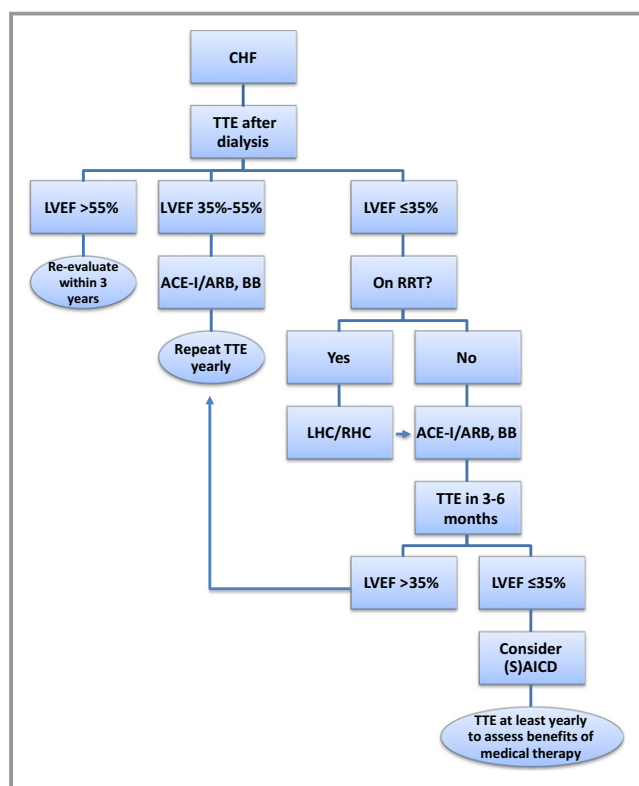 CHF
TTE after
dialysis
LVEF >55%
LVEF 35%-55%
LVEF ≤35%
Re-evaluate
within 3
years
ACE-I/ARB, BB
On RRT?
Repeat TTE
yearly
Yes
No
LHC/RHC
ACE-I/ARB, BB
TTE in 3-6
months
LVEF >35%
LVEF ≤35%
Consider
(S)AICD
TTE at least yearly
to assess benefits of
medical therapy